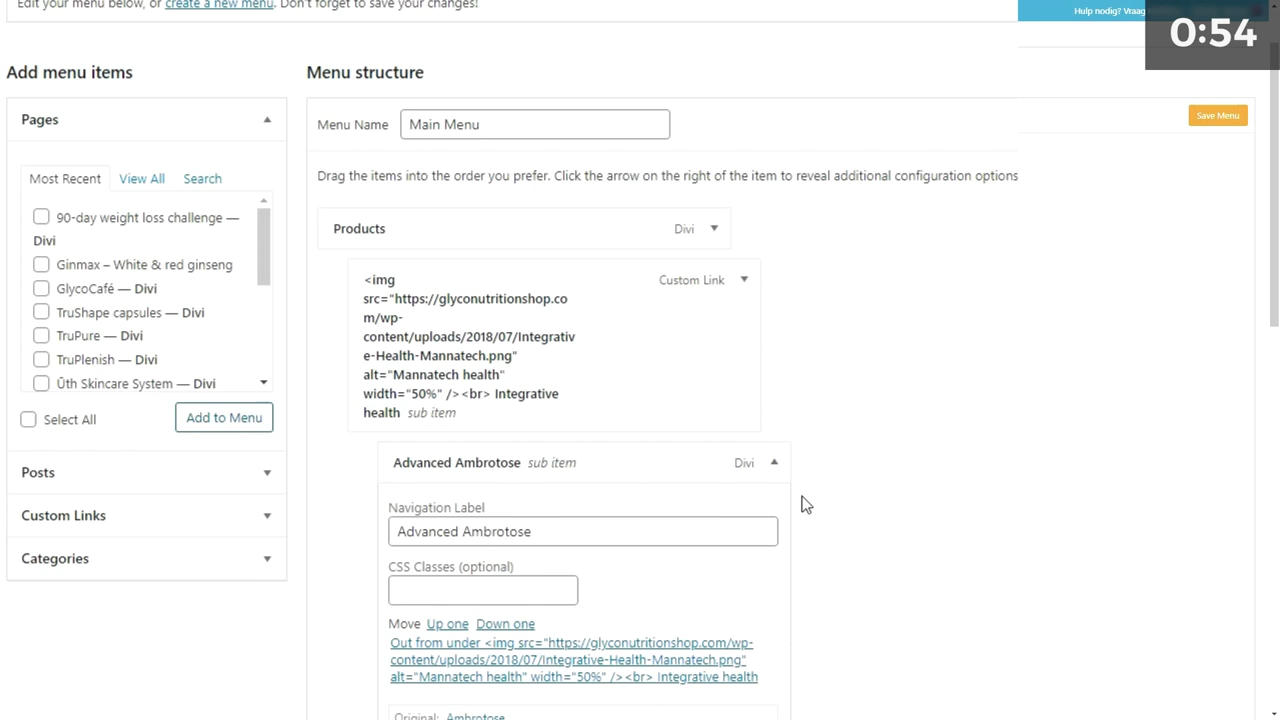 Edit your menu below, or create a new menu. Don't forget to save your changes!
Hulp nodig? Vraag
0:54
Add menu items
Menu structure
Pages
Menu Name
Main Menu
Save Menu
Most Recent
View All
Search
Drag the items into the order you prefer. Click the arrow on the right of the item to reveal additional configuration options
90-day weight loss challenge —
Divi
Ginmax – White & red ginseng
GlycoCafé — Divi
TruShape capsules — Divi
TruPure — Divi
TruPlenish — Divi
Ūth Skincare System — Divi
Select All
Add to Menu
Posts
Custom Links
Categories
Products
Divi
<img
src="https://glyconutritionshop.co
m/wp-
content/uploads/2018/07/Integrativ
e-Health-Mannatech.png"
alt="Mannatech health"
width="50%" /><br> Integrative
health sub item
Custom Link
Advanced Ambrotose sub item
Divi
Navigation Label
Advanced Ambrotose
CSS Classes (optional)
Move Up one Down one
Out from under <img src="https://glyconutritionshop.com/wp-
content/uploads/2018/07/Integrative-Health-Mannatech.png"
alt="Mannatech health" width="50%" /><br> Integrative health
Original: Ambrotose